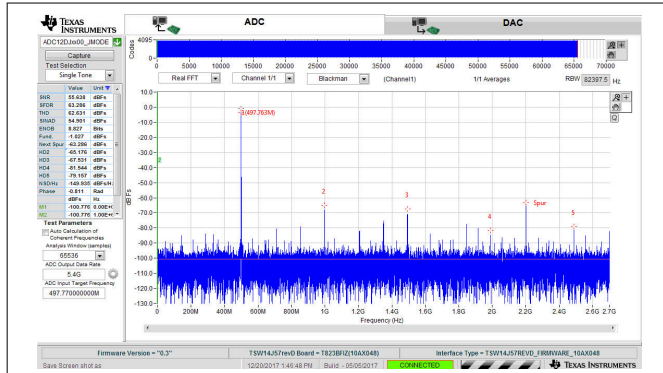 TEXAS INSTRUMENTS
ADC
DAC
ADC12DJxx00_JMODE
Capture
Test Selection
Single Tone
Value Unit
SNR 55.638 dBFs
SFDR 63.286 dBFs
THD 62.631 dBFs
SINAD 54.901 dBFs
ENOB 8.827 Bits
Fund. -1.027 dBFs
Next Spur -63.286 dBFs
HD2 -65.176 dBFs
HD3 -67.531 dBFs
HD4 -81.544 dBFs
HD5 -79.157 dBFs
NSD/Hz -149.935 dBFs/H
Phase -0.811 Rad
dBFs Hz
M1 -100.776 0.00E+
M2 -100.776 1.00E+
Test Parameters
Auto Calculation of
Coherent Frequencies
Analysis Window (samples)
65536
ADC Output Data Rate
5.4G
ADC Input Target Frequency
497.770000000M
Codes
4095
0
0 5000 10000 15000 20000 25000 30000 35000 40000 45000 50000 55000 60000 65000 70000
Real FFT Channel 1/1 Blackman (Channel1) 1/1 Averages RBW 82397.5 Hz
dBFs
10.0
0.0
-10.0
-20.0
-30.0
-40.0
-50.0
-60.0
-70.0
-80.0
-90.0
-100.0
-110.0
-120.0
-130.0
(497.763M)
2
3
4
Spur
5
0 200M 400M 600M 800M 1G 1.2G 1.4G 1.6G 1.8G 2G 2.2G 2.4G 2.6G 2.7G
Frequency (Hz)
Firmware Version = "0.3"
TSW14J57revD Board = T823BFIZ(10AX048)
Interface Type = TSW14J57REVD_FIRMWARE_10AX048
Save Screen shot as
12/20/2017 1:46:48 PM
Build - 05/05/2017
CONNECTED
TEXAS INSTRUMENTS